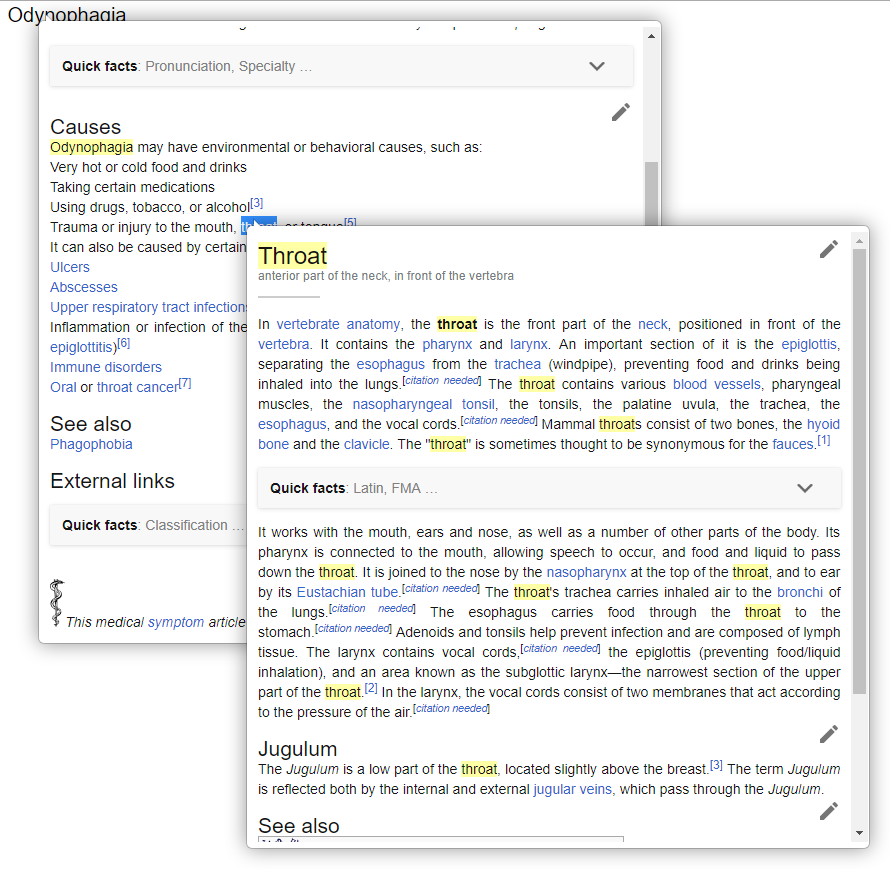 Odynophagia
Quick facts: Pronunciation, Specialty …
Causes
Odynophagia may have environmental or behavioral causes, such as:
Very hot or cold food and drinks
Taking certain medications
Using drugs, tobacco, or alcohol[3]
Trauma or injury to the mouth, throat, or tongue[5]
It can also be caused by certain
Ulcers
Abscesses
Upper respiratory tract infections
Inflammation or infection of the
epiglottitis)[6]
Immune disorders
Oral or throat cancer[7]
See also
Phagophobia
External links
Quick facts: Classification …
This medical symptom article
Throat
anterior part of the neck, in front of the vertebra
In vertebrate anatomy, the throat is the front part of the neck, positioned in front of the
vertebra. It contains the pharynx and larynx. An important section of it is the epiglottis,
separating the esophagus from the trachea (windpipe), preventing food and drinks being
inhaled into the lungs.[citation needed] The throat contains various blood vessels, pharyngeal
muscles, the nasopharyngeal tonsil, the tonsils, the palatine uvula, the trachea, the
esophagus, and the vocal cords.[citation needed] Mammal throats consist of two bones, the hyoid
bone and the clavicle. The "throat" is sometimes thought to be synonymous for the fauces.[1]
Quick facts: Latin, FMA …
It works with the mouth, ears and nose, as well as a number of other parts of the body. Its
pharynx is connected to the mouth, allowing speech to occur, and food and liquid to pass
down the throat. It is joined to the nose by the nasopharynx at the top of the throat, and to ear
by its Eustachian tube.[citation needed] The throat's trachea carries inhaled air to the bronchi of
the lungs.[citation needed] The esophagus carries food through the throat to the
stomach.[citation needed] Adenoids and tonsils help prevent infection and are composed of lymph
tissue. The larynx contains vocal cords,[citation needed] the epiglottis (preventing food/liquid
inhalation), and an area known as the subglottic larynx—the narrowest section of the upper
part of the throat.[2] In the larynx, the vocal cords consist of two membranes that act according
to the pressure of the air.[citation needed]
Jugulum
The Jugulum is a low part of the throat, located slightly above the breast.[3] The term Jugulum
is reflected both by the internal and external jugular veins, which pass through the Jugulum.
See also